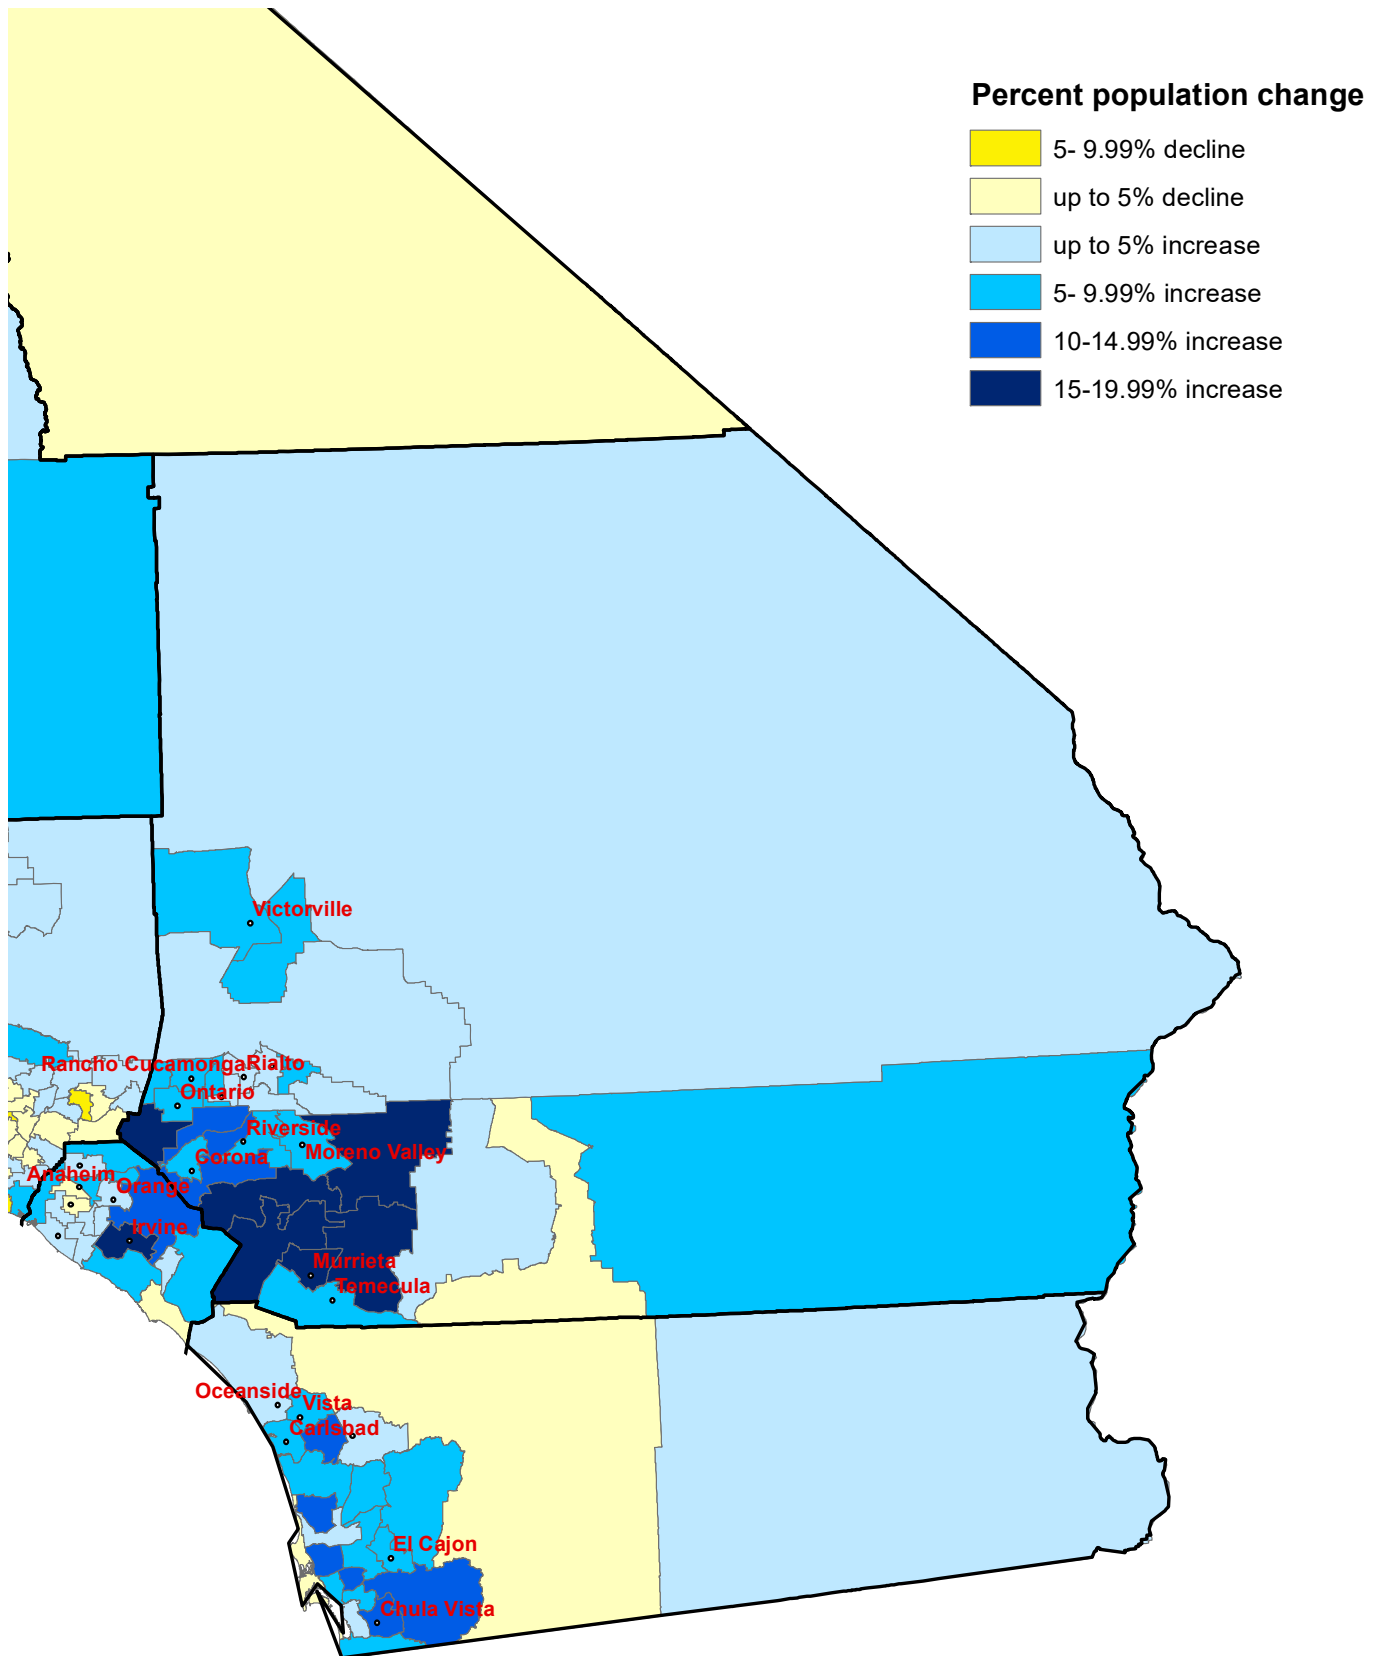 Percent population change
5- 9.99% decline
up to 5% decline
up to 5% increase
5- 9.99% increase
10-14.99% increase
15-19.99% increase
Victorville
Rancho Cucamonga
Rialto
Ontario
Riverside
Moreno Valley
Corona
Anaheim
Orange
Irvine
Murrieta
Temecula
Oceanside
Vista
Carlsbad
El Cajon
Chula Vista